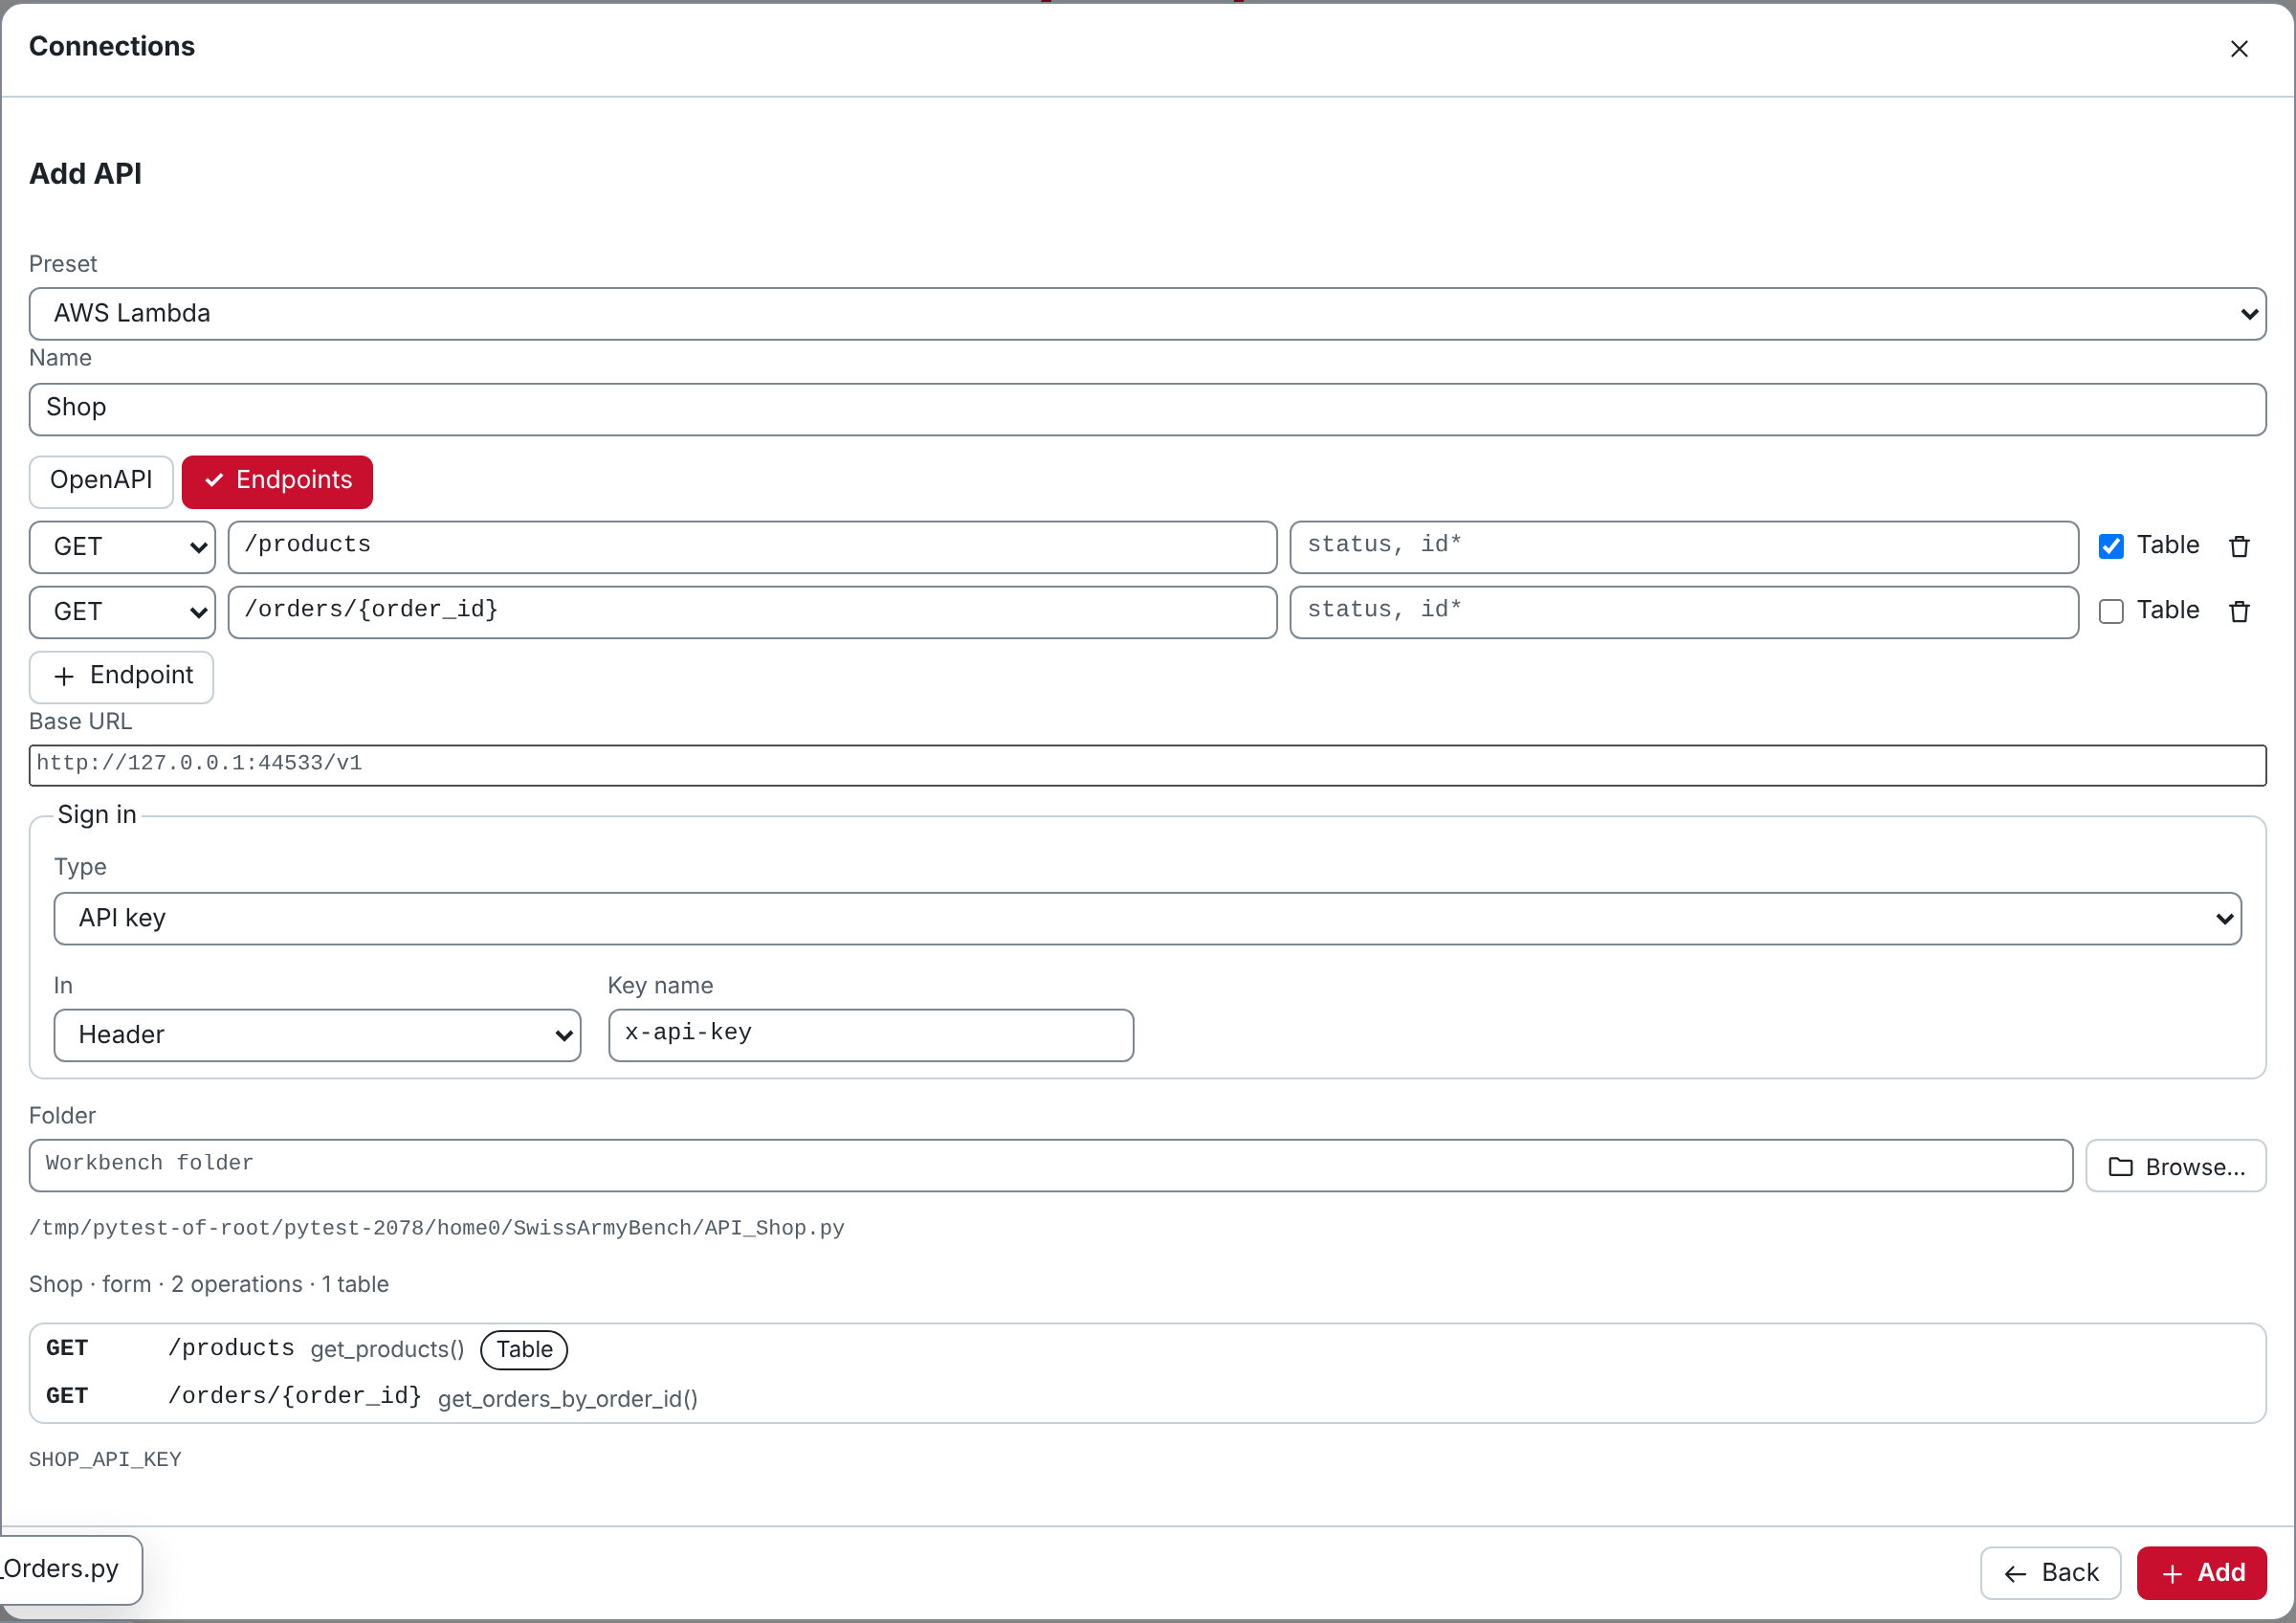 Connections
Add API
Preset
AWS Lambda
Name
Shop
OpenAPI Endpoints
GET /products status, id* Table
GET /orders/{order_id} status, id* Table
Endpoint
Base URL
http://127.0.0.1:44533/v1
Sign in
Type
API key
In Key name
Header x-api-key
Folder
Workbench folder Browse...
/tmp/pytest-of-root/pytest-2078/home0/SwissArmyBench/API_Shop.py
Shop · form · 2 operations · 1 table
GET /products get_products() Table
GET /orders/{order_id} get_orders_by_order_id()
SHOP_API_KEY
_Orders.py
Back Add